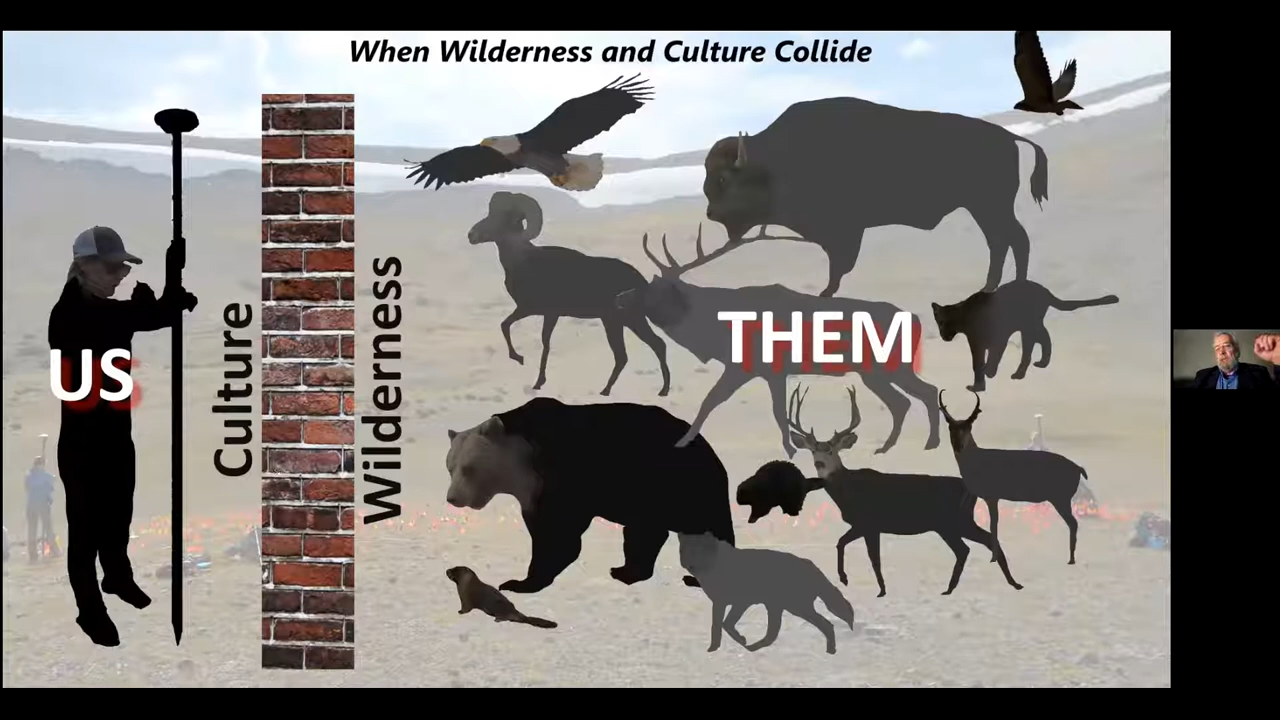 When Wilderness and Culture Collide
US
Culture
Wilderness
THEM